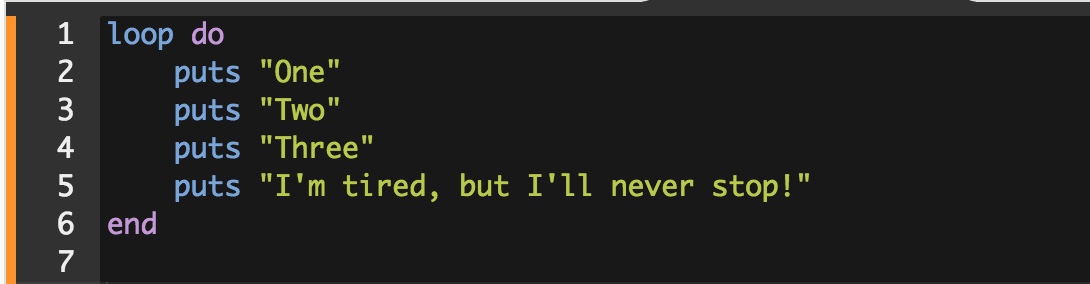 1 loop do
2     puts "One"
3     puts "Two"
4     puts "Three"
5     puts "I'm tired, but I'll never stop!"
6 end
7